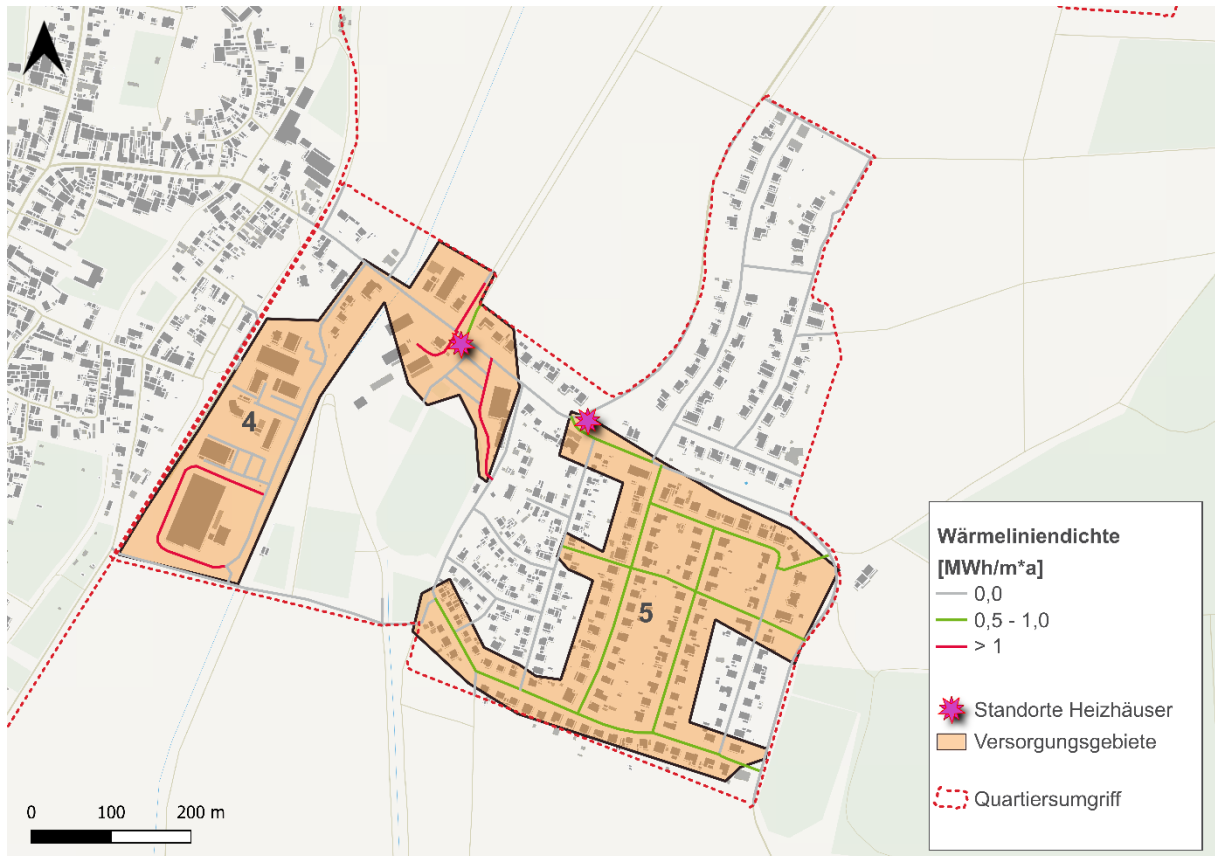 4
5
Wärmeliniendichte
[MWh/m*a]
0,0
0,5 - 1,0
> 1
Standorte Heizhäuser
Versorgungsgebiete
Quartiersumgriff
0 100 200 m